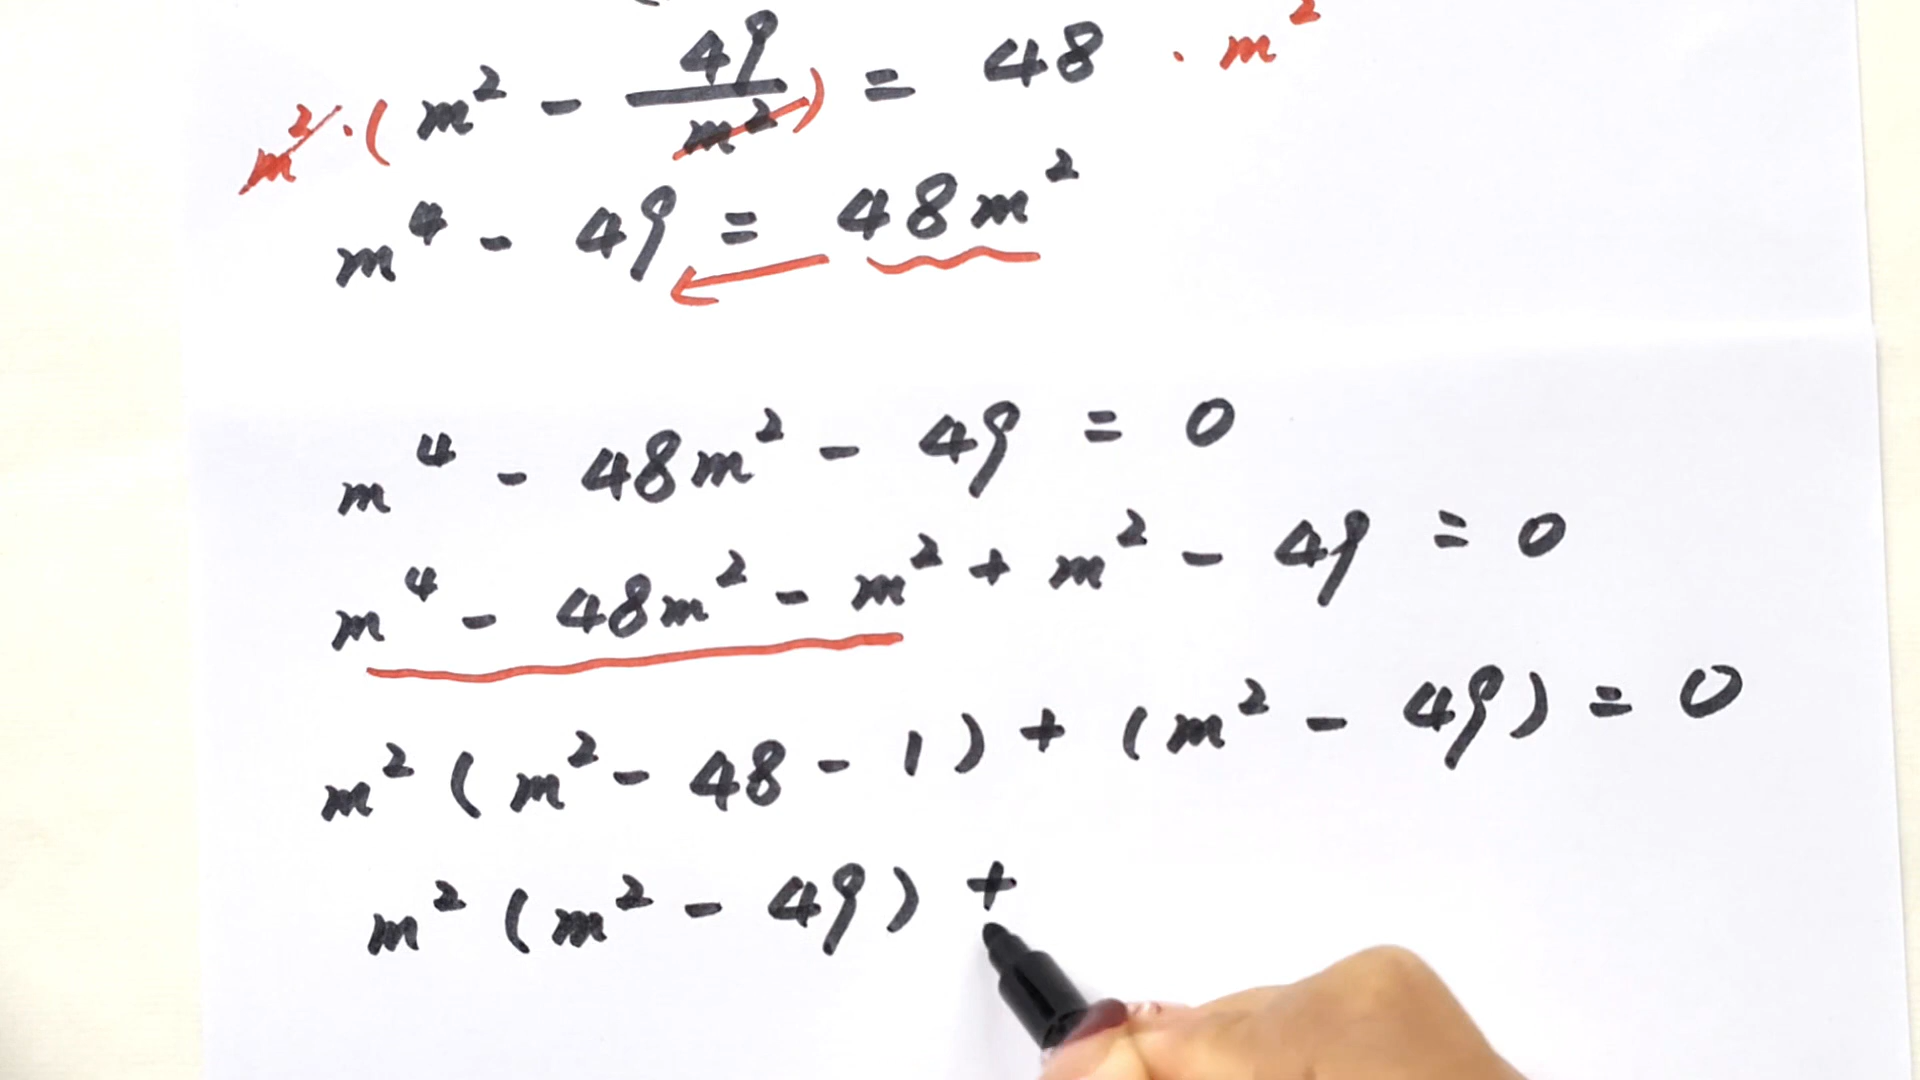 m² · ( m² - 49/m² ) = 48 · m²
m⁴ - 49 = 48m²
m⁴ - 48m² - 49 = 0
m⁴ - 48m² - m² + m² - 49 = 0
m² ( m² - 48 - 1 ) + ( m² - 49 ) = 0
m² ( m² - 49 ) +